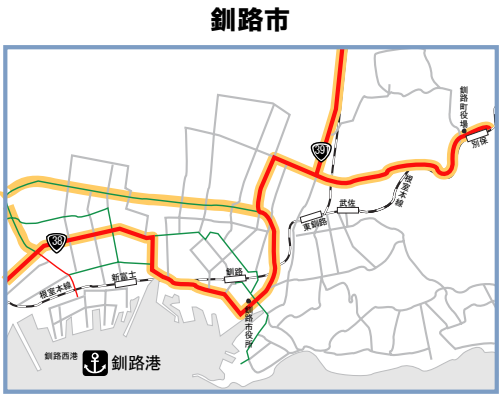 釧路市
釧路町役場
別保
391
根室本線
武佐
東釧路
38
新富士
釧路
根室本線
釧路市役所
釧路西港
釧路港